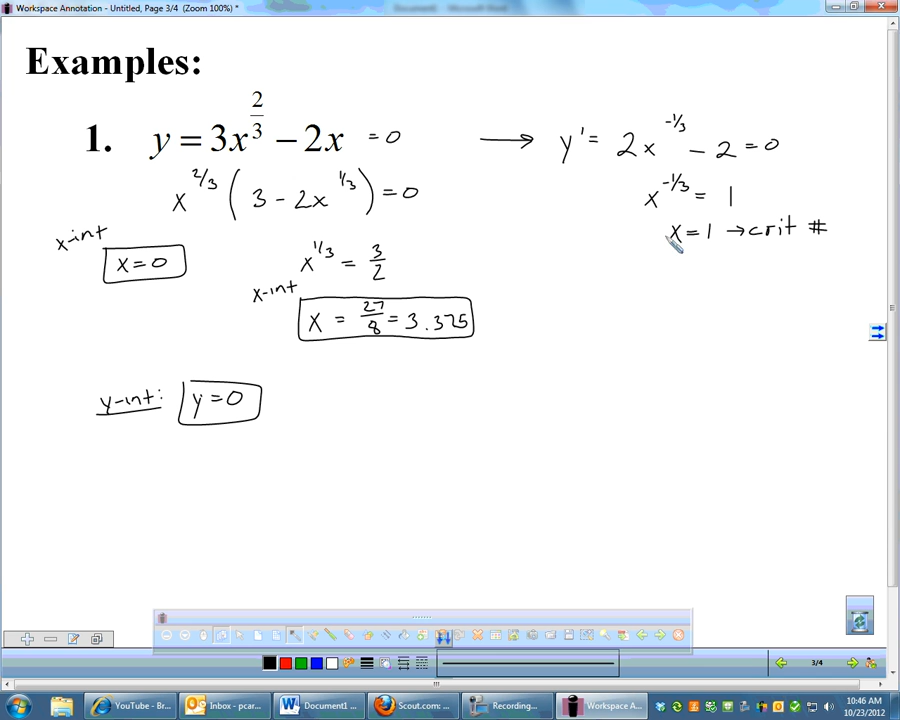 Workspace Annotation - Untitled, Page 3/4 (Zoom 100%) *
Examples:
1. y = 3x^(2/3) − 2x = 0 → y' = 2x^(-1/3) − 2 = 0
x^(2/3) (3 − 2x^(1/3)) = 0
x^(-1/3) = 1
x = 1 → crit #
x-int
x = 0
x^(1/3) = 3/2
x-int
x = 27/8 = 3.375
y-int: y = 0
3/4
YouTube - Br...
Inbox - pcar...
Document1 ...
Scout.com: ...
Recording...
Workspace A...
10:46 AM
10/23/2012